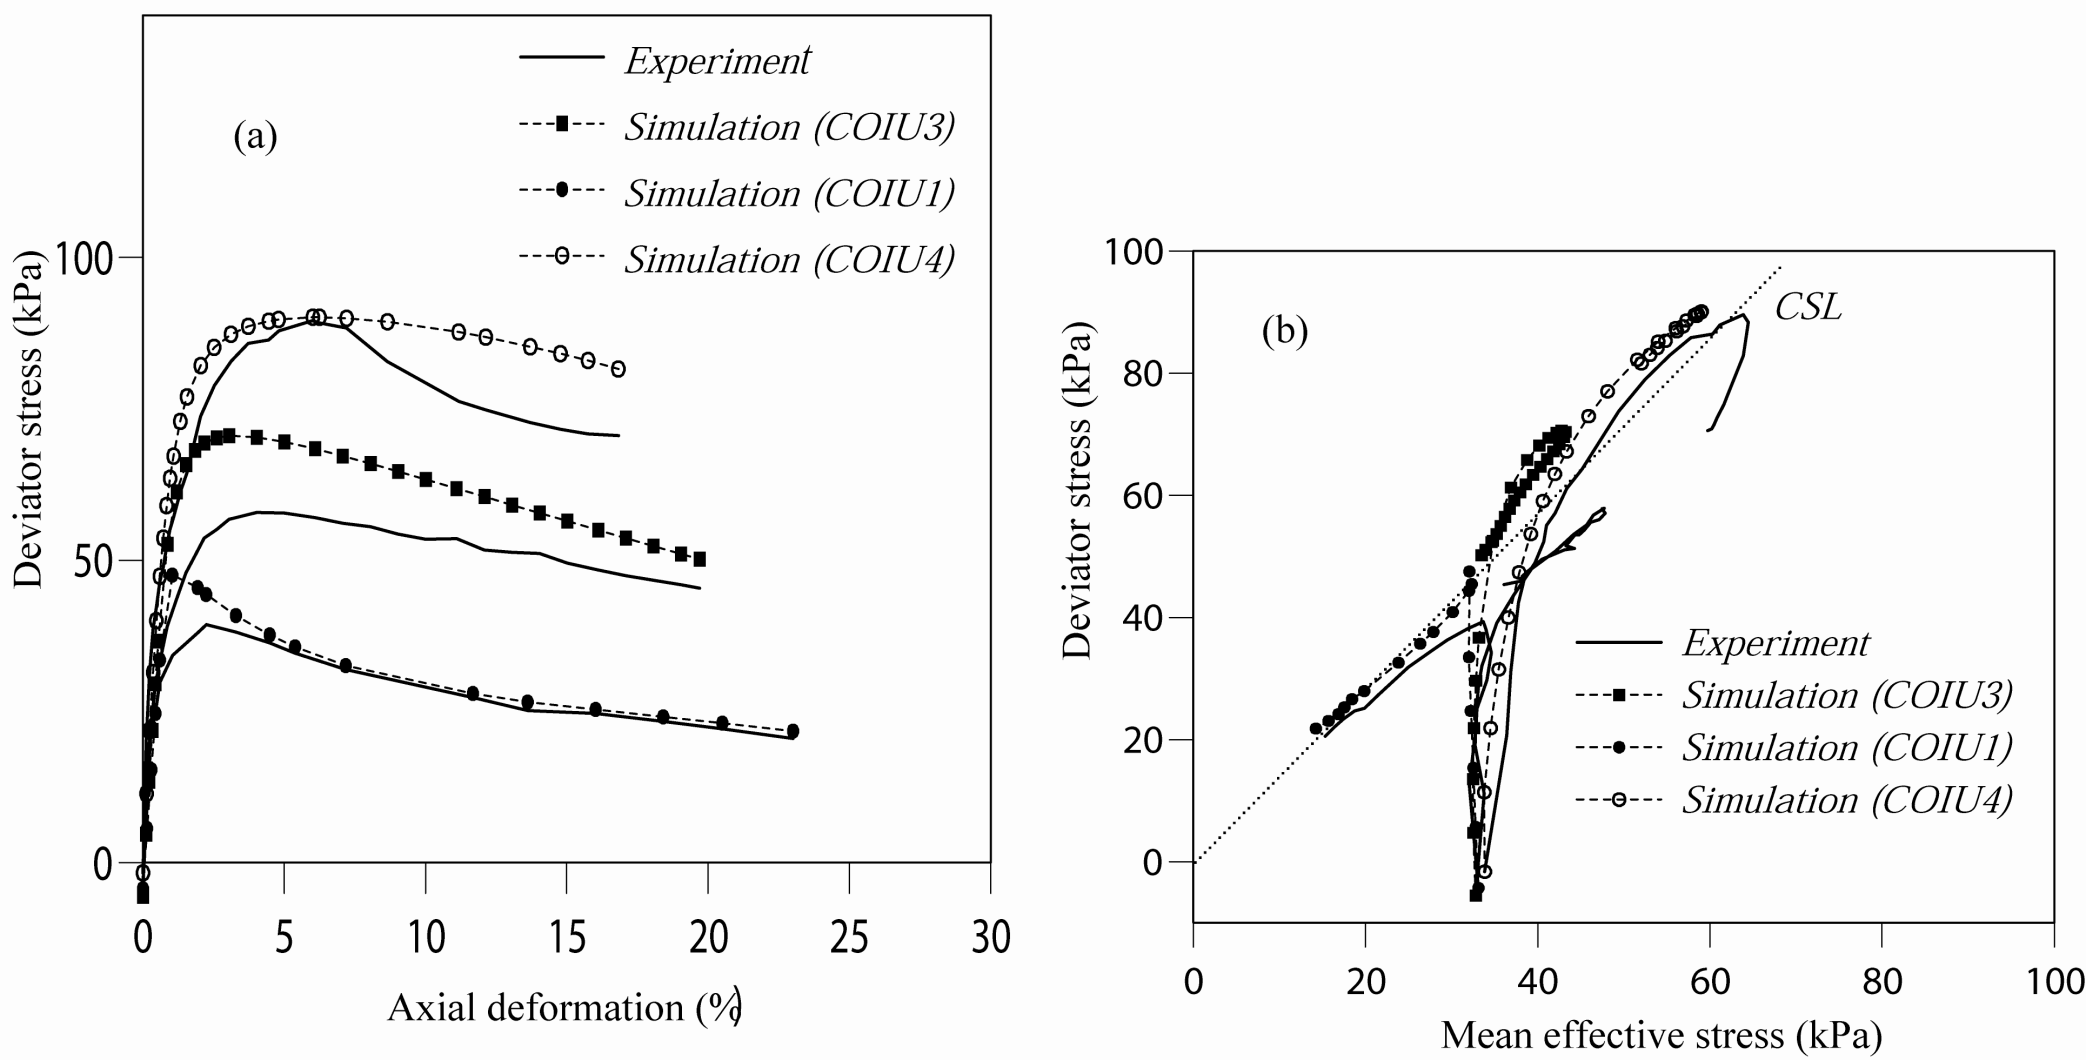 Experiment
(a)
Simulation (COIU3)
Simulation (COIU1)
Simulation (COIU4)
Deviator stress (kPa)
100
50
0
0 5 10 15 20 25 30
Axial deformation (%)
(b)
CSL
Deviator stress (kPa)
100
80
60
40
20
0
Experiment
Simulation (COIU3)
Simulation (COIU1)
Simulation (COIU4)
0 20 40 60 80 100
Mean effective stress (kPa)